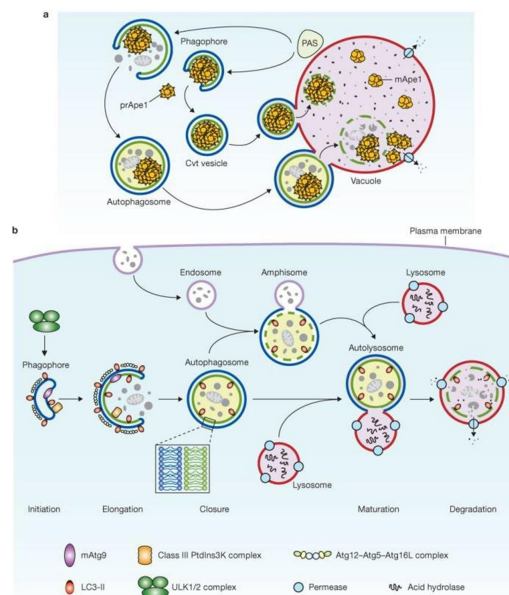 a
Phagophore
PAS
prApe1
mApe1
Cvt vesicle
Autophagosome
Vacuole
b
Plasma membrane
Endosome
Amphisome
Lysosome
Phagophore
Autophagosome
Autolysosome
Lysosome
Initiation
Elongation
Closure
Maturation
Degradation
mAtg9
Class III PtdIns3K complex
Atg12–Atg5–Atg16L complex
LC3-II
ULK1/2 complex
Permease
Acid hydrolase